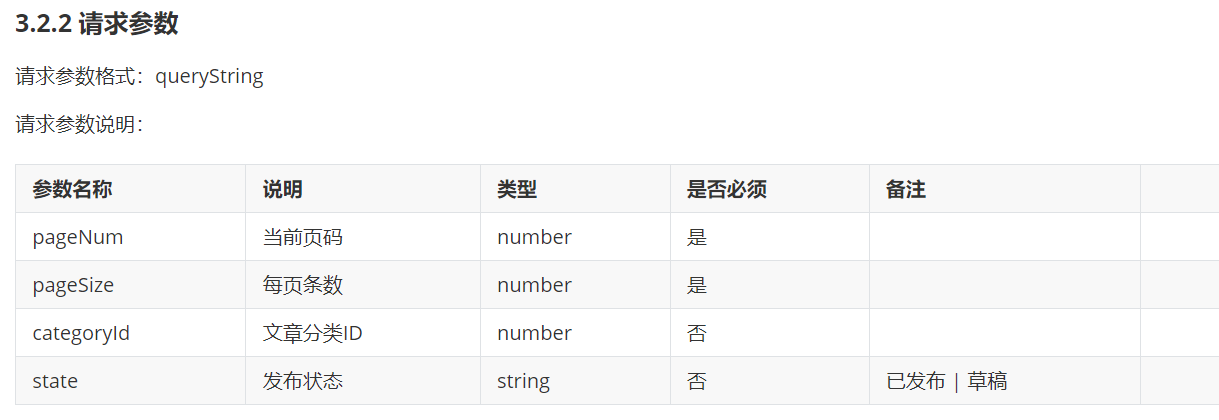 3.2.2 请求参数
请求参数格式：queryString
请求参数说明：
参数名称 说明 类型 是否必须 备注
pageNum 当前页码 number 是
pageSize 每页条数 number 是
categoryId 文章分类ID number 否
state 发布状态 string 否 已发布 | 草稿